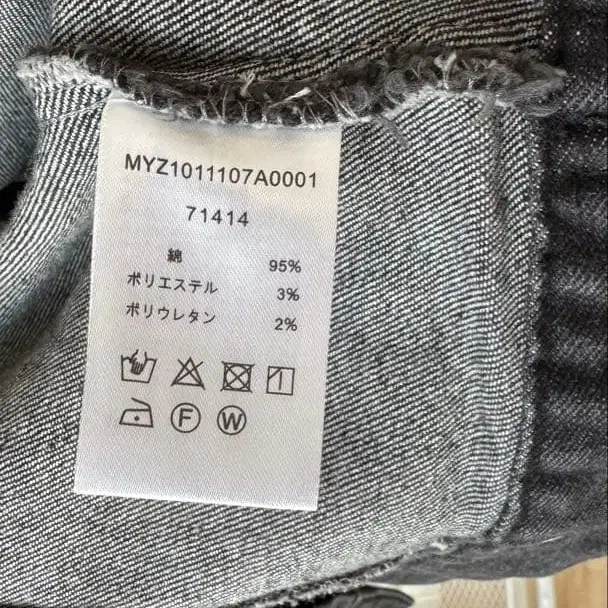 MYZ1011107A0001
71414
綿 95%
ポリエステル 3%
ポリウレタン 2%
F W